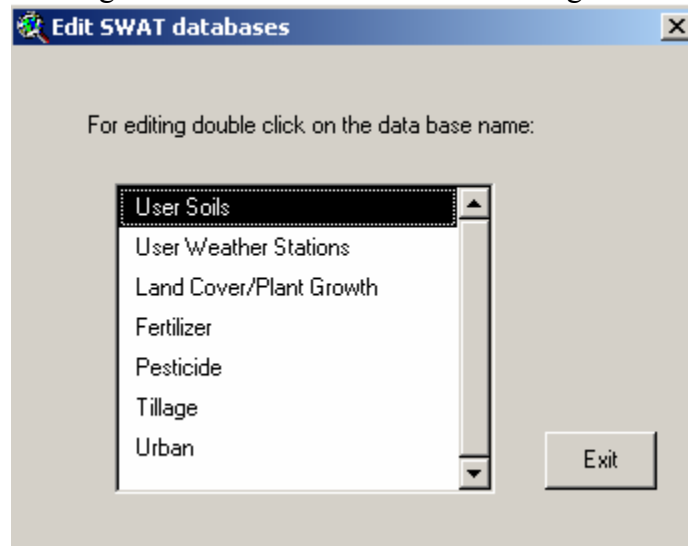 Edit SWAT databases
For editing double click on the data base name:
User Soils
User Weather Stations
Land Cover/Plant Growth
Fertilizer
Pesticide
Tillage
Urban
Exit